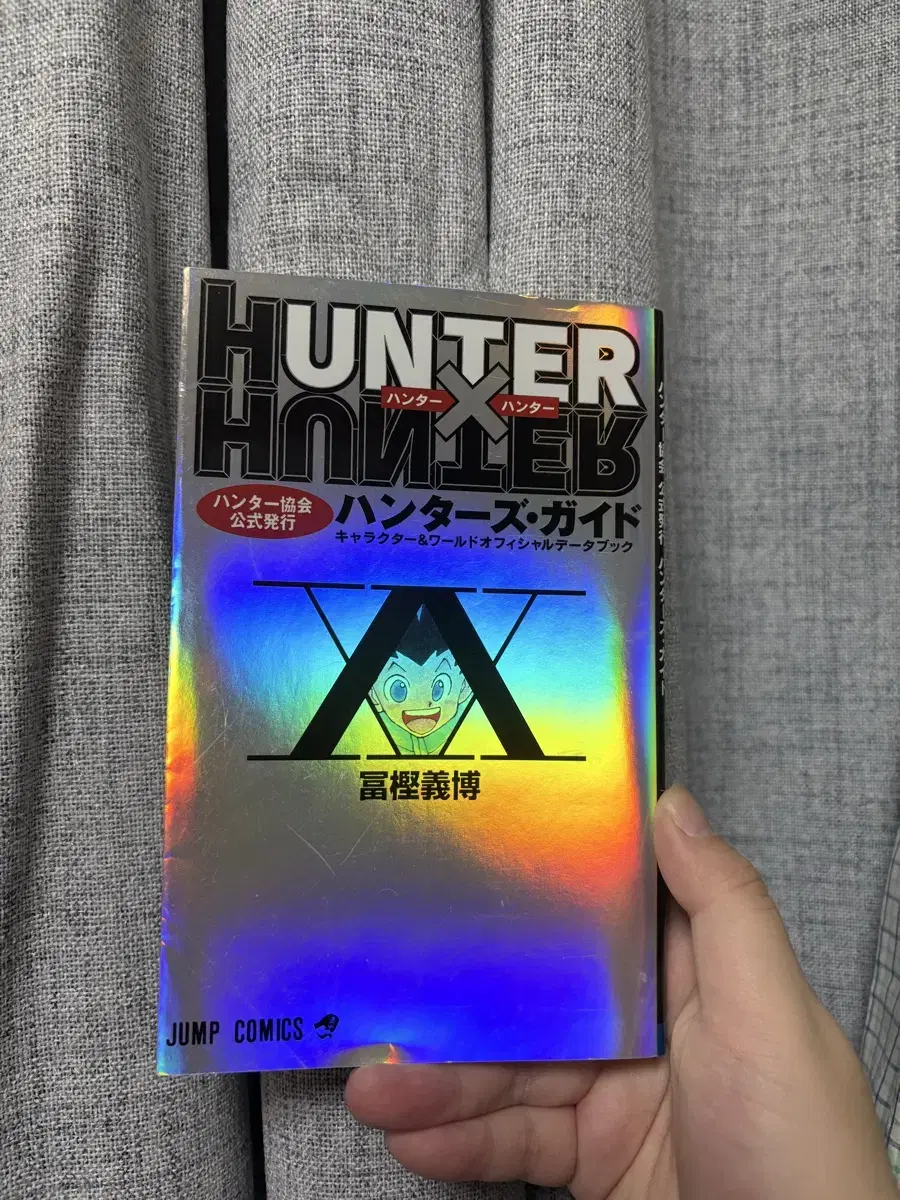 HUNTER
ハンター×ハンター
HUNTER
ハンター協会
公式発行
ハンターズ・ガイド
キャラクター&ワールドオフィシャルデータブック
冨樫義博
JUMP COMICS